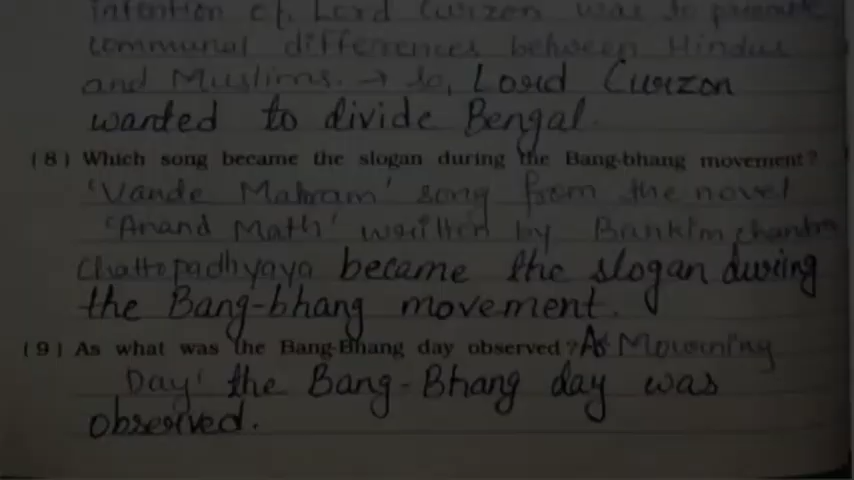 intention of Lord Curzon was to promote
communal differences between Hindus
and Muslims. → so, Lord Curzon
wanted to divide Bengal.
(8) Which song became the slogan during the Bang-bhang movement?
'Vande Matram' song from the novel
'Anand Math' written by Bankimchandra
Chattopadhyaya became the slogan during
the Bang-bhang movement.
(9) As what was the Bang-Bhang day observed? As Mourning
Day' the Bang-Bhang day was
observed.